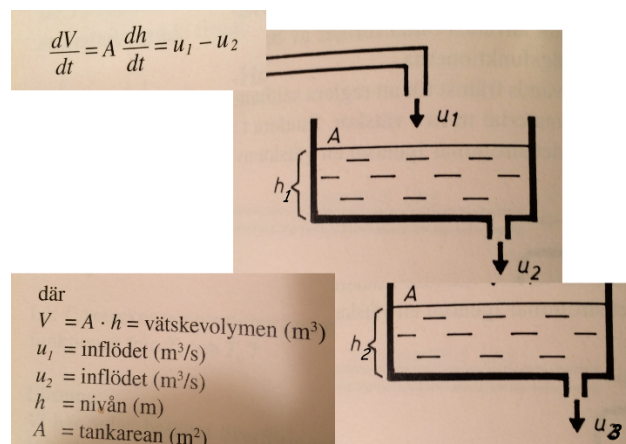 dV/dt = A dh/dt = u₁ – u₂
u₁
A
h₁
u₂
där
V = A · h = vätskevolymen (m³)
u₁ = inflödet (m³/s)
u₂ = inflödet (m³/s)
h = nivån (m)
A = tankarean (m²)
A
h₂
u₃